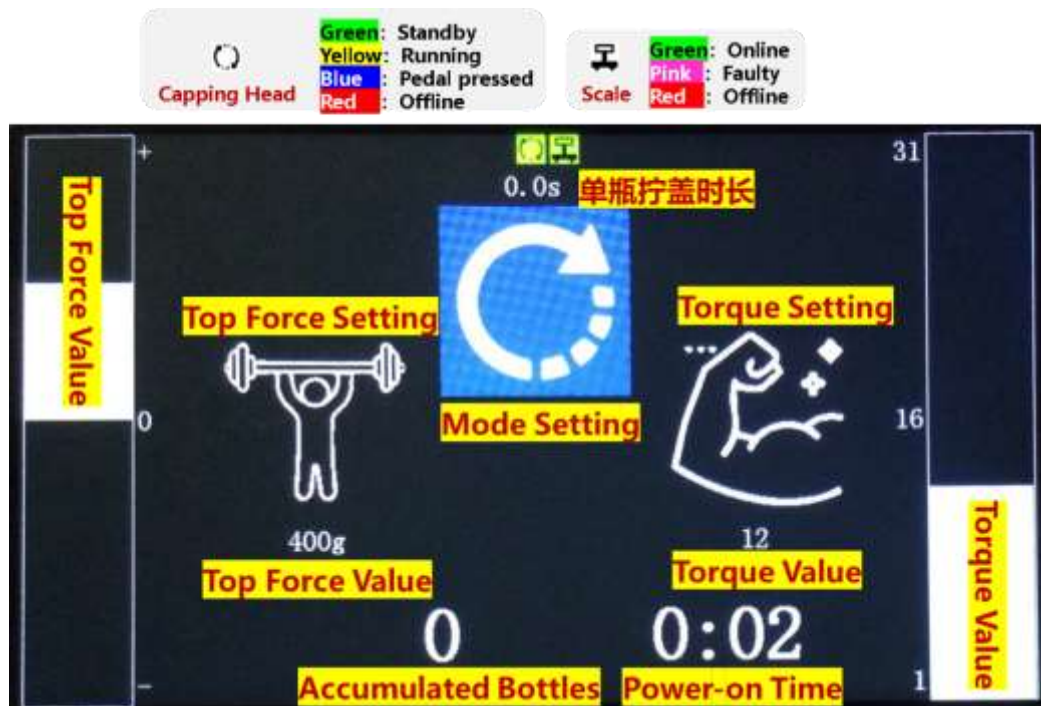 Capping Head
Green: Standby
Yellow: Running
Blue: Pedal pressed
Red: Offline
Scale
Green: Online
Pink: Faulty
Red: Offline
+
31
0.0s 单瓶拧盖时长
Top Force Value
Top Force Setting
Torque Setting
Mode Setting
0
16
400g
12
Top Force Value
Torque Value
Torque Value
0
0:02
Accumulated Bottles
Power-on Time
-
1